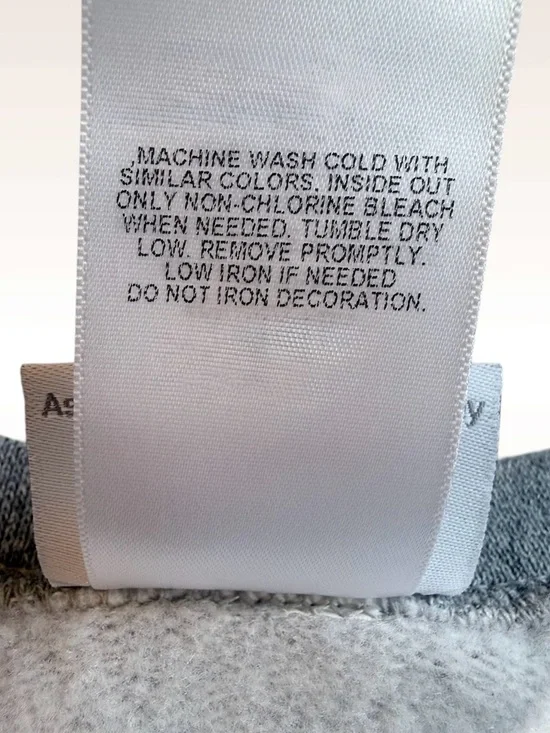 ,MACHINE WASH COLD WITH
SIMILAR COLORS. INSIDE OUT
ONLY NON-CHLORINE BLEACH
WHEN NEEDED. TUMBLE DRY
LOW. REMOVE PROMPTLY.
LOW IRON IF NEEDED
DO NOT IRON DECORATION.